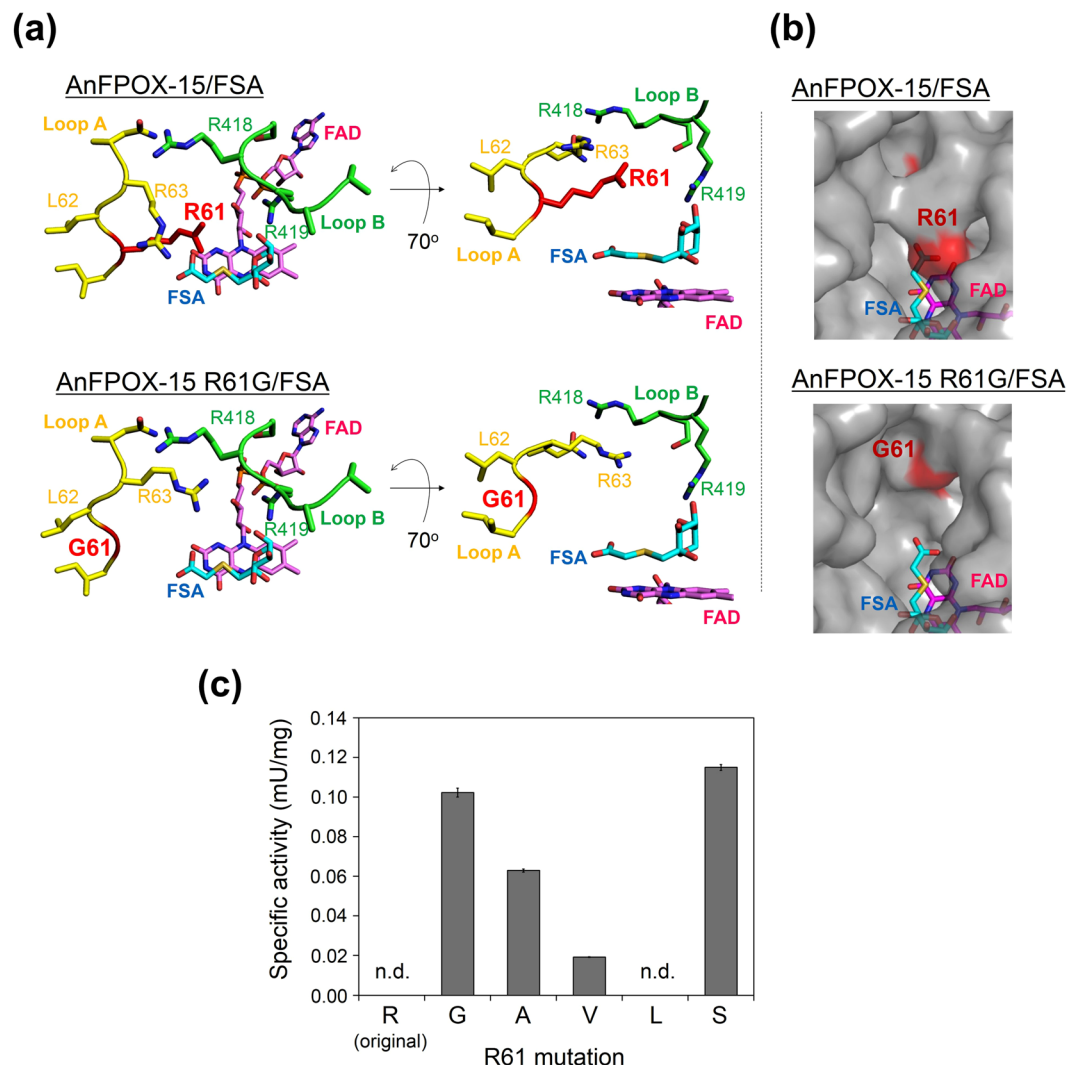 (a)
AnFPOX-15/FSA
Loop A
R418
FAD
L62
R63
R61
R419
Loop B
FSA
70°
Loop B
R418
L62
R63
R61
R419
Loop A
FSA
FAD
AnFPOX-15 R61G/FSA
Loop A
R418
FAD
L62
R63
G61
R419
Loop B
FSA
70°
Loop B
R418
L62
R63
G61
R419
Loop A
FSA
FAD
(b)
AnFPOX-15/FSA
R61
FAD
FSA
AnFPOX-15 R61G/FSA
G61
FAD
FSA
(c)
Specific activity (mU/mg)
0.14
0.12
0.10
0.08
0.06
0.04
0.02
0.00
n.d.
n.d.
R G A V L S
(original)
R61 mutation